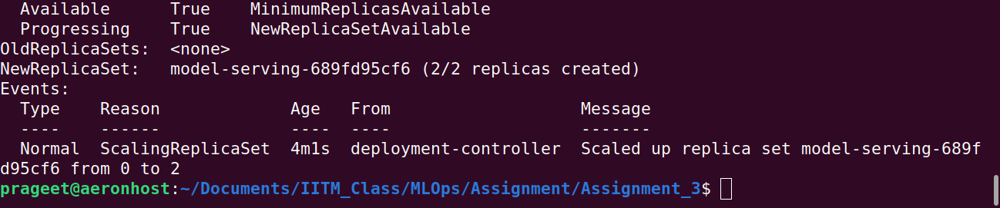 Available      True    MinimumReplicasAvailable
  Progressing    True    NewReplicaSetAvailable
OldReplicaSets:  <none>
NewReplicaSet:   model-serving-689fd95cf6 (2/2 replicas created)
Events:
  Type    Reason             Age   From                   Message
  ----    ------             ----  ----                   -------
  Normal  ScalingReplicaSet  4m1s  deployment-controller  Scaled up replica set model-serving-689f
d95cf6 from 0 to 2
prageet@aeronhost:~/Documents/IITM_Class/MLOps/Assignment/Assignment_3$